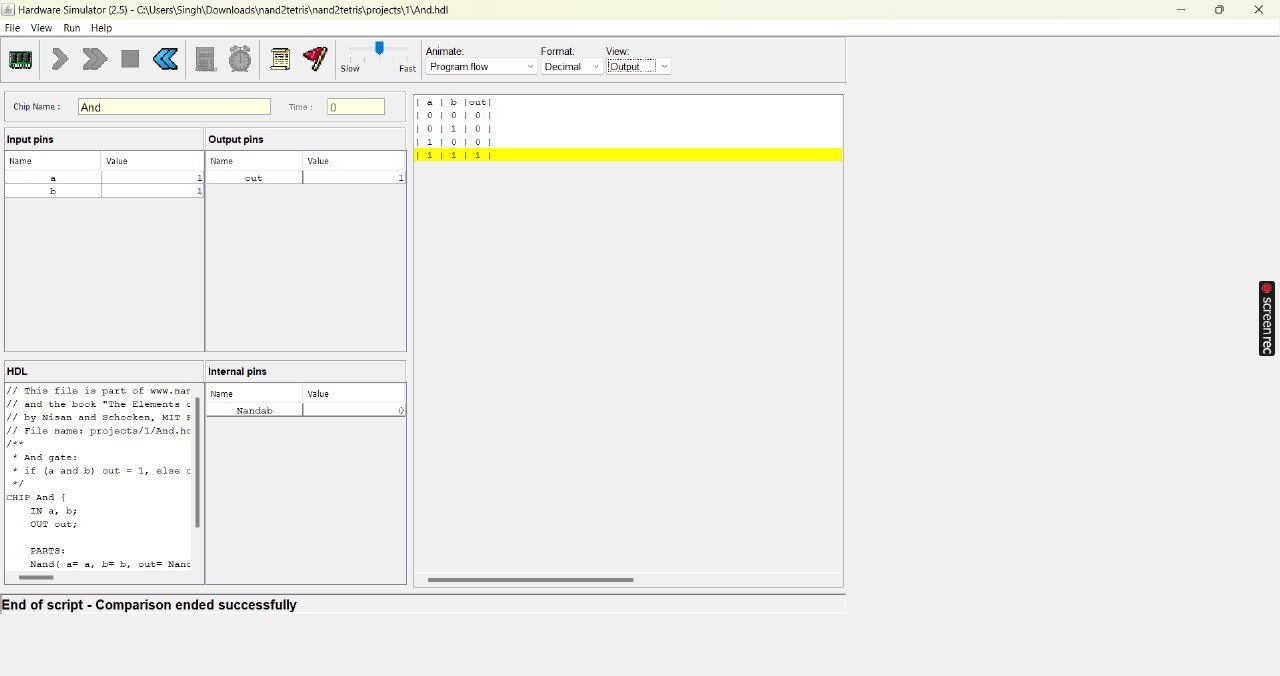 Hardware Simulator (2.5) - C:\Users\Singh\Downloads\nand2tetris\nand2tetris\projects\1\And.hdl
File View Run Help
Slow Fast
Animate: Format: View:
Program flow Decimal Output
Chip Name : And Time : 0
Input pins
Name Value
a 1
b 1
Output pins
Name Value
out 1
| a | b |out|
| 0 | 0 | 0 |
| 0 | 1 | 0 |
| 1 | 0 | 0 |
| 1 | 1 | 1 |
HDL
// This file is part of www.nan
// and the book "The Elements
// by Nisan and Schocken, MIT
// File name: projects/1/And.hd
/**
* And gate:
* if (a and b) out = 1, else
*/
CHIP And {
IN a, b;
OUT out;
PARTS:
Nand( a= a, b= b, out= Nand
Internal pins
Name Value
Nandab 0
End of script - Comparison ended successfully
screenrec